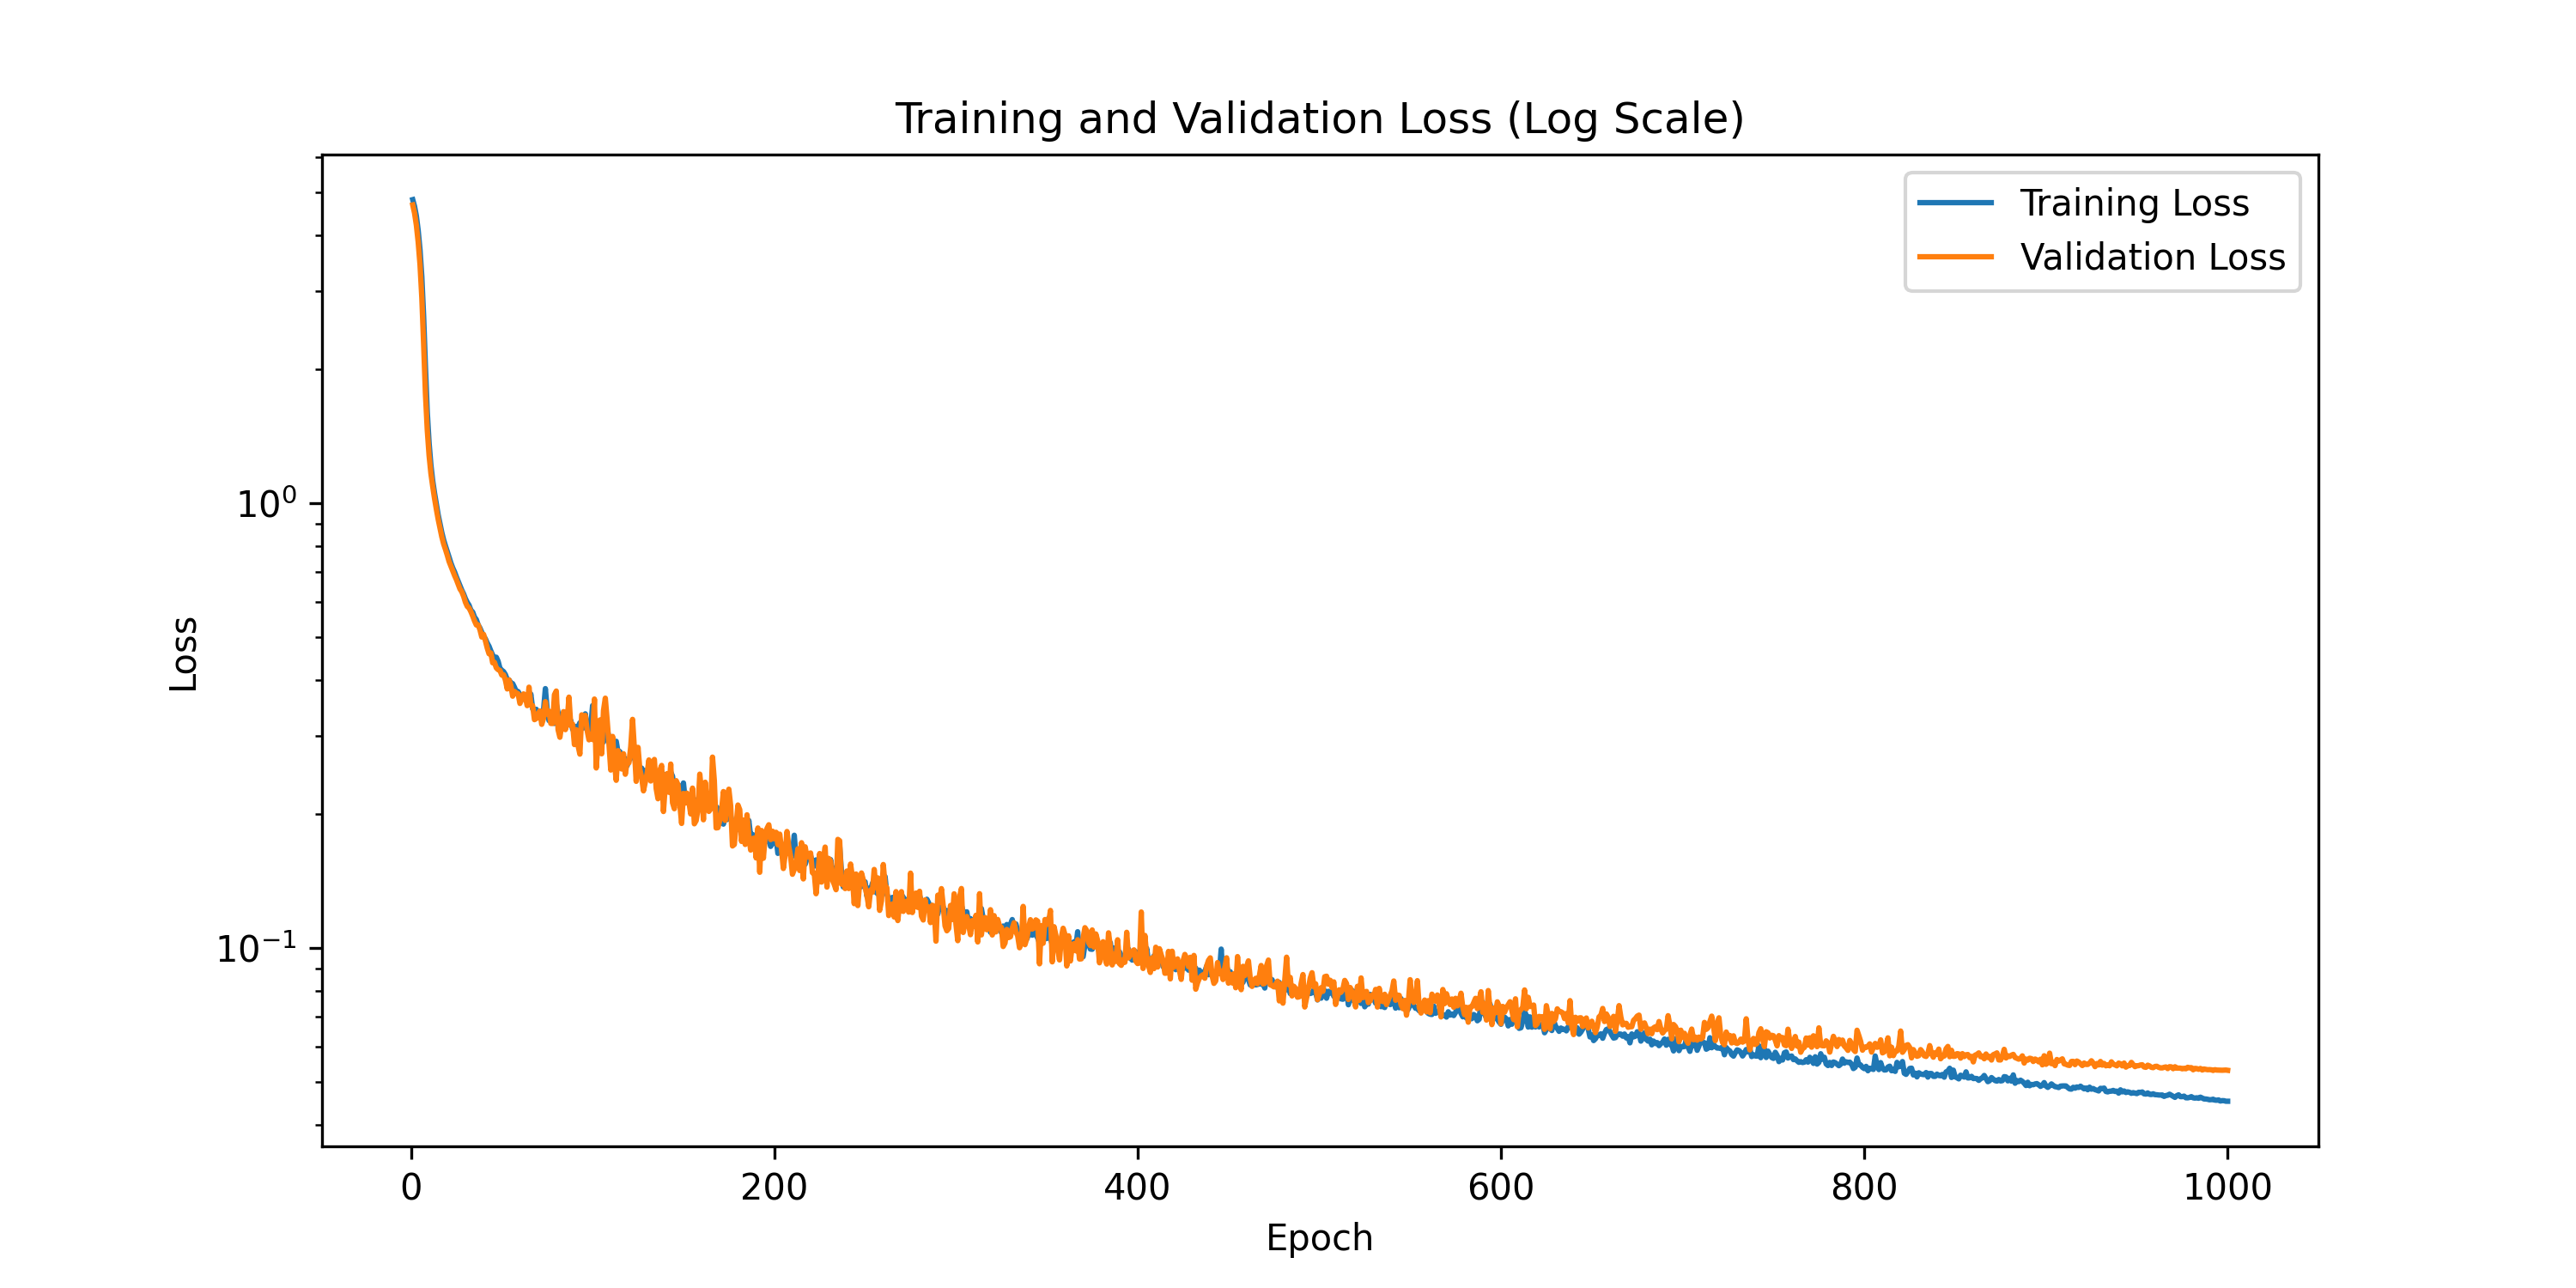 Training and Validation Loss (Log Scale)
Training Loss
Validation Loss
Loss
10⁰
10⁻¹
0 200 400 600 800 1000
Epoch